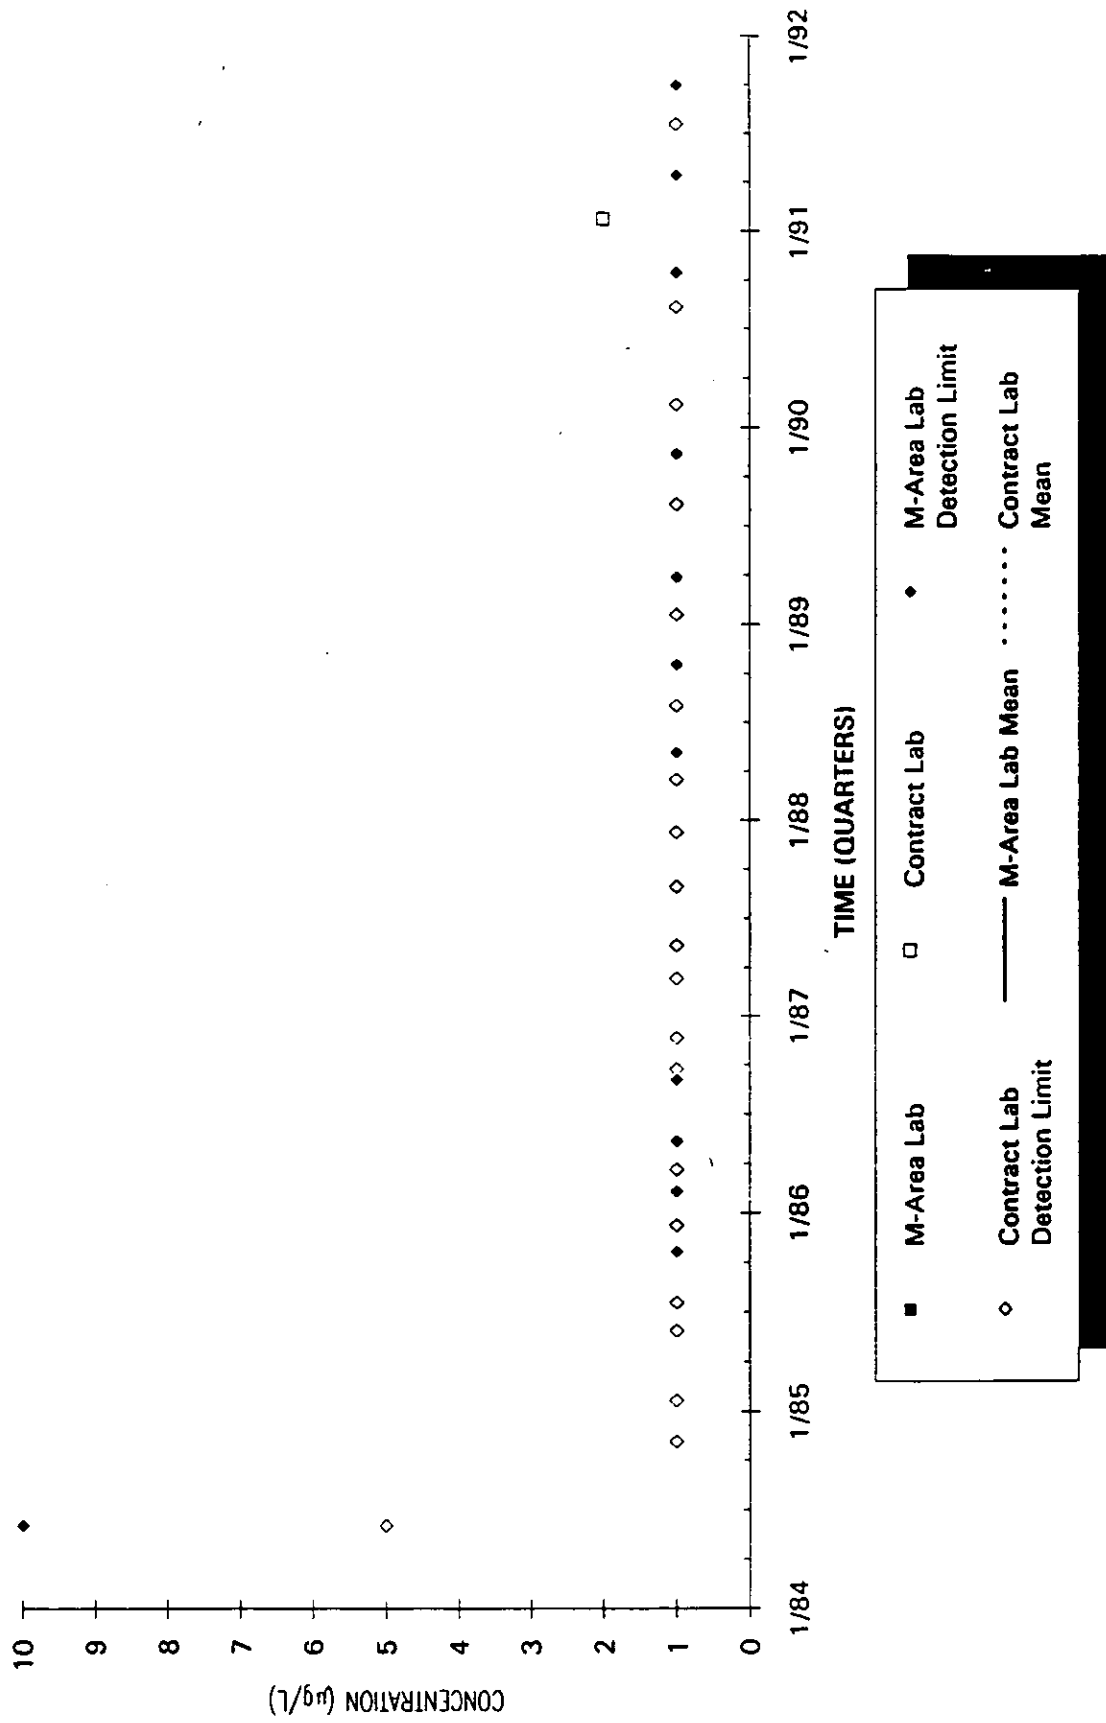 CONCENTRATION (µg/L)
10
9
8
7
6
5
4
3
2
1
0
1/84
1/85
1/86
1/87
1/88
1/89
1/90
1/91
1/92
TIME (QUARTERS)
M-Area Lab
Contract Lab
M-Area Lab
Detection Limit
Contract Lab
Detection Limit
M-Area Lab Mean
Contract Lab
Mean